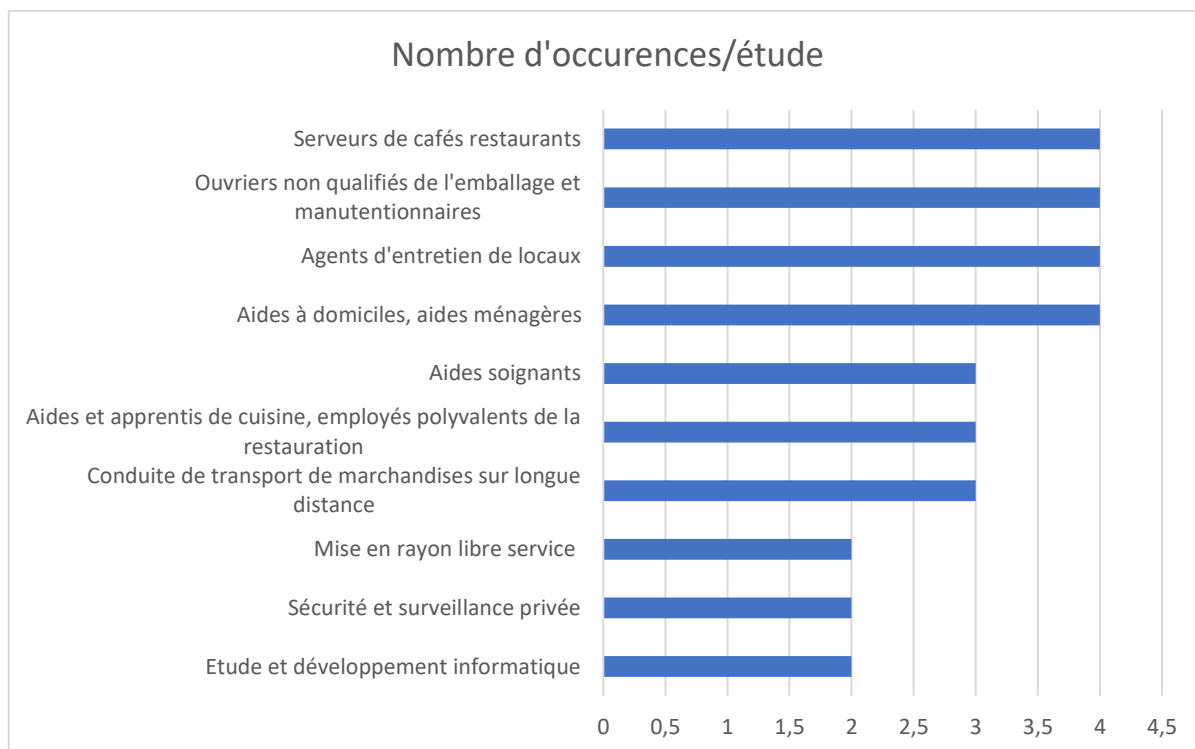 Nombre d'occurences/étude
Serveurs de cafés restaurants
Ouvriers non qualifiés de l'emballage et
manutentionnaires
Agents d'entretien de locaux
Aides à domiciles, aides ménagères
Aides soignants
Aides et apprentis de cuisine, employés polyvalents de la
restauration
Conduite de transport de marchandises sur longue
distance
Mise en rayon libre service
Sécurité et surveillance privée
Etude et développement informatique
0 0,5 1 1,5 2 2,5 3 3,5 4 4,5